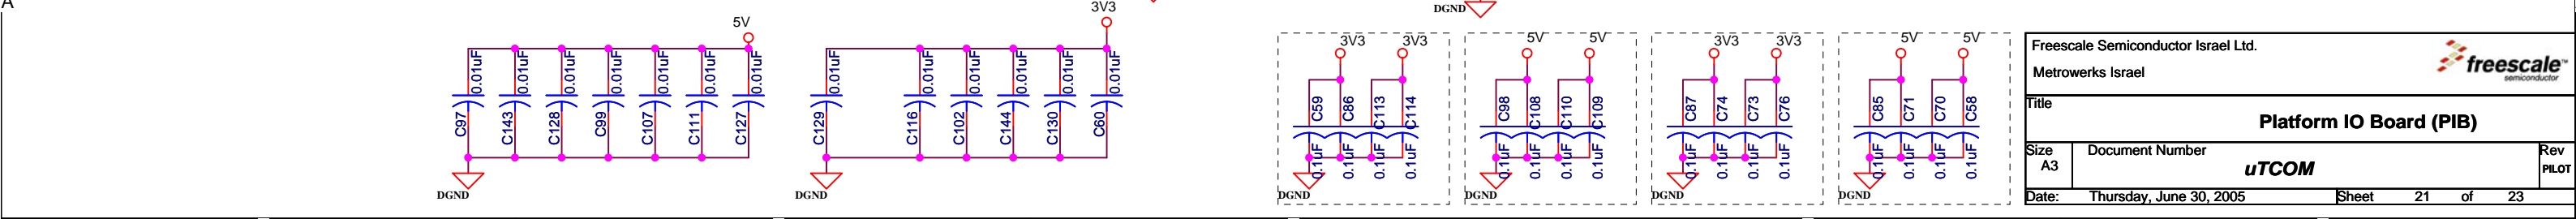 A
5V
0.01uF 0.01uF 0.01uF 0.01uF 0.01uF 0.01uF 0.01uF
C97 C143 C128 C99 C107 C111 C127
DGND
3V3
0.01uF 0.01uF 0.01uF 0.01uF 0.01uF 0.01uF
C129 C116 C102 C144 C130 C60
DGND
DGND
3V3 3V3
C59 C86 C113 C114
0.1uF 0.1uF 0.1uF 0.1uF
DGND
5V 5V
C98 C108 C110 C109
0.1uF 0.1uF 0.1uF 0.1uF
DGND
3V3 3V3
C87 C74 C73 C76
0.1uF 0.1uF 0.1uF 0.1uF
DGND
5V 5V
C85 C71 C70 C58
0.1uF 0.1uF 0.1uF 0.1uF
DGND
Freescale Semiconductor Israel Ltd.
Metrowerks Israel
freescale™
semiconductor
Title
Platform IO Board (PIB)
Size Document Number Rev
A3 uTCOM PILOT
Date: Thursday, June 30, 2005 Sheet 21 of 23